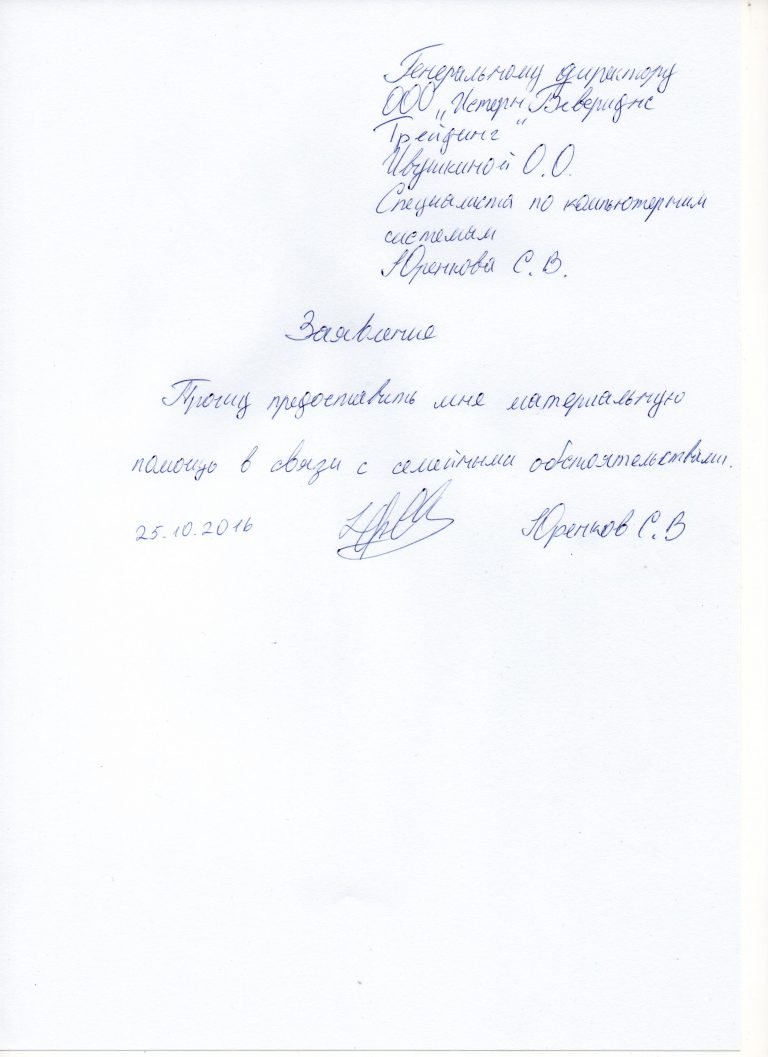 Генеральному директору
ООО „Истерн Беверидж
Трейдинг"
Ивушкиной О.О.
Специалиста по компьютерным
системам
Юренкова С.В.
Заявление
Прошу предоставить мне материальную
помощь в связи с семейными обстоятельствами.
25.10.2016 Юренков С.В